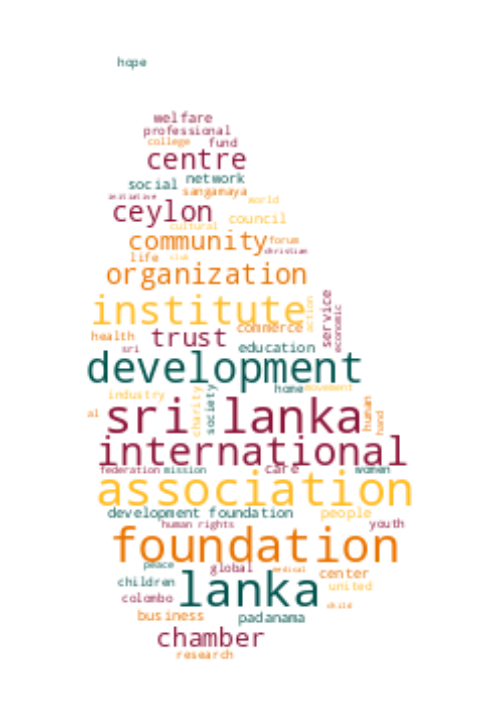 hope
welfare
professional
college fund
centre
social network
sangamaya
initiative world
ceylon council
cultural
community forum
christian
life club
organization
institute action service economic
commerce
health trust
sri education
development
home movement
industry charity society
al sri lanka human hand
international
federation mission care women
association
development foundation people
human rights youth
foundation
peace global medical center
children lanka united
colombo child
business padanama
chamber
research